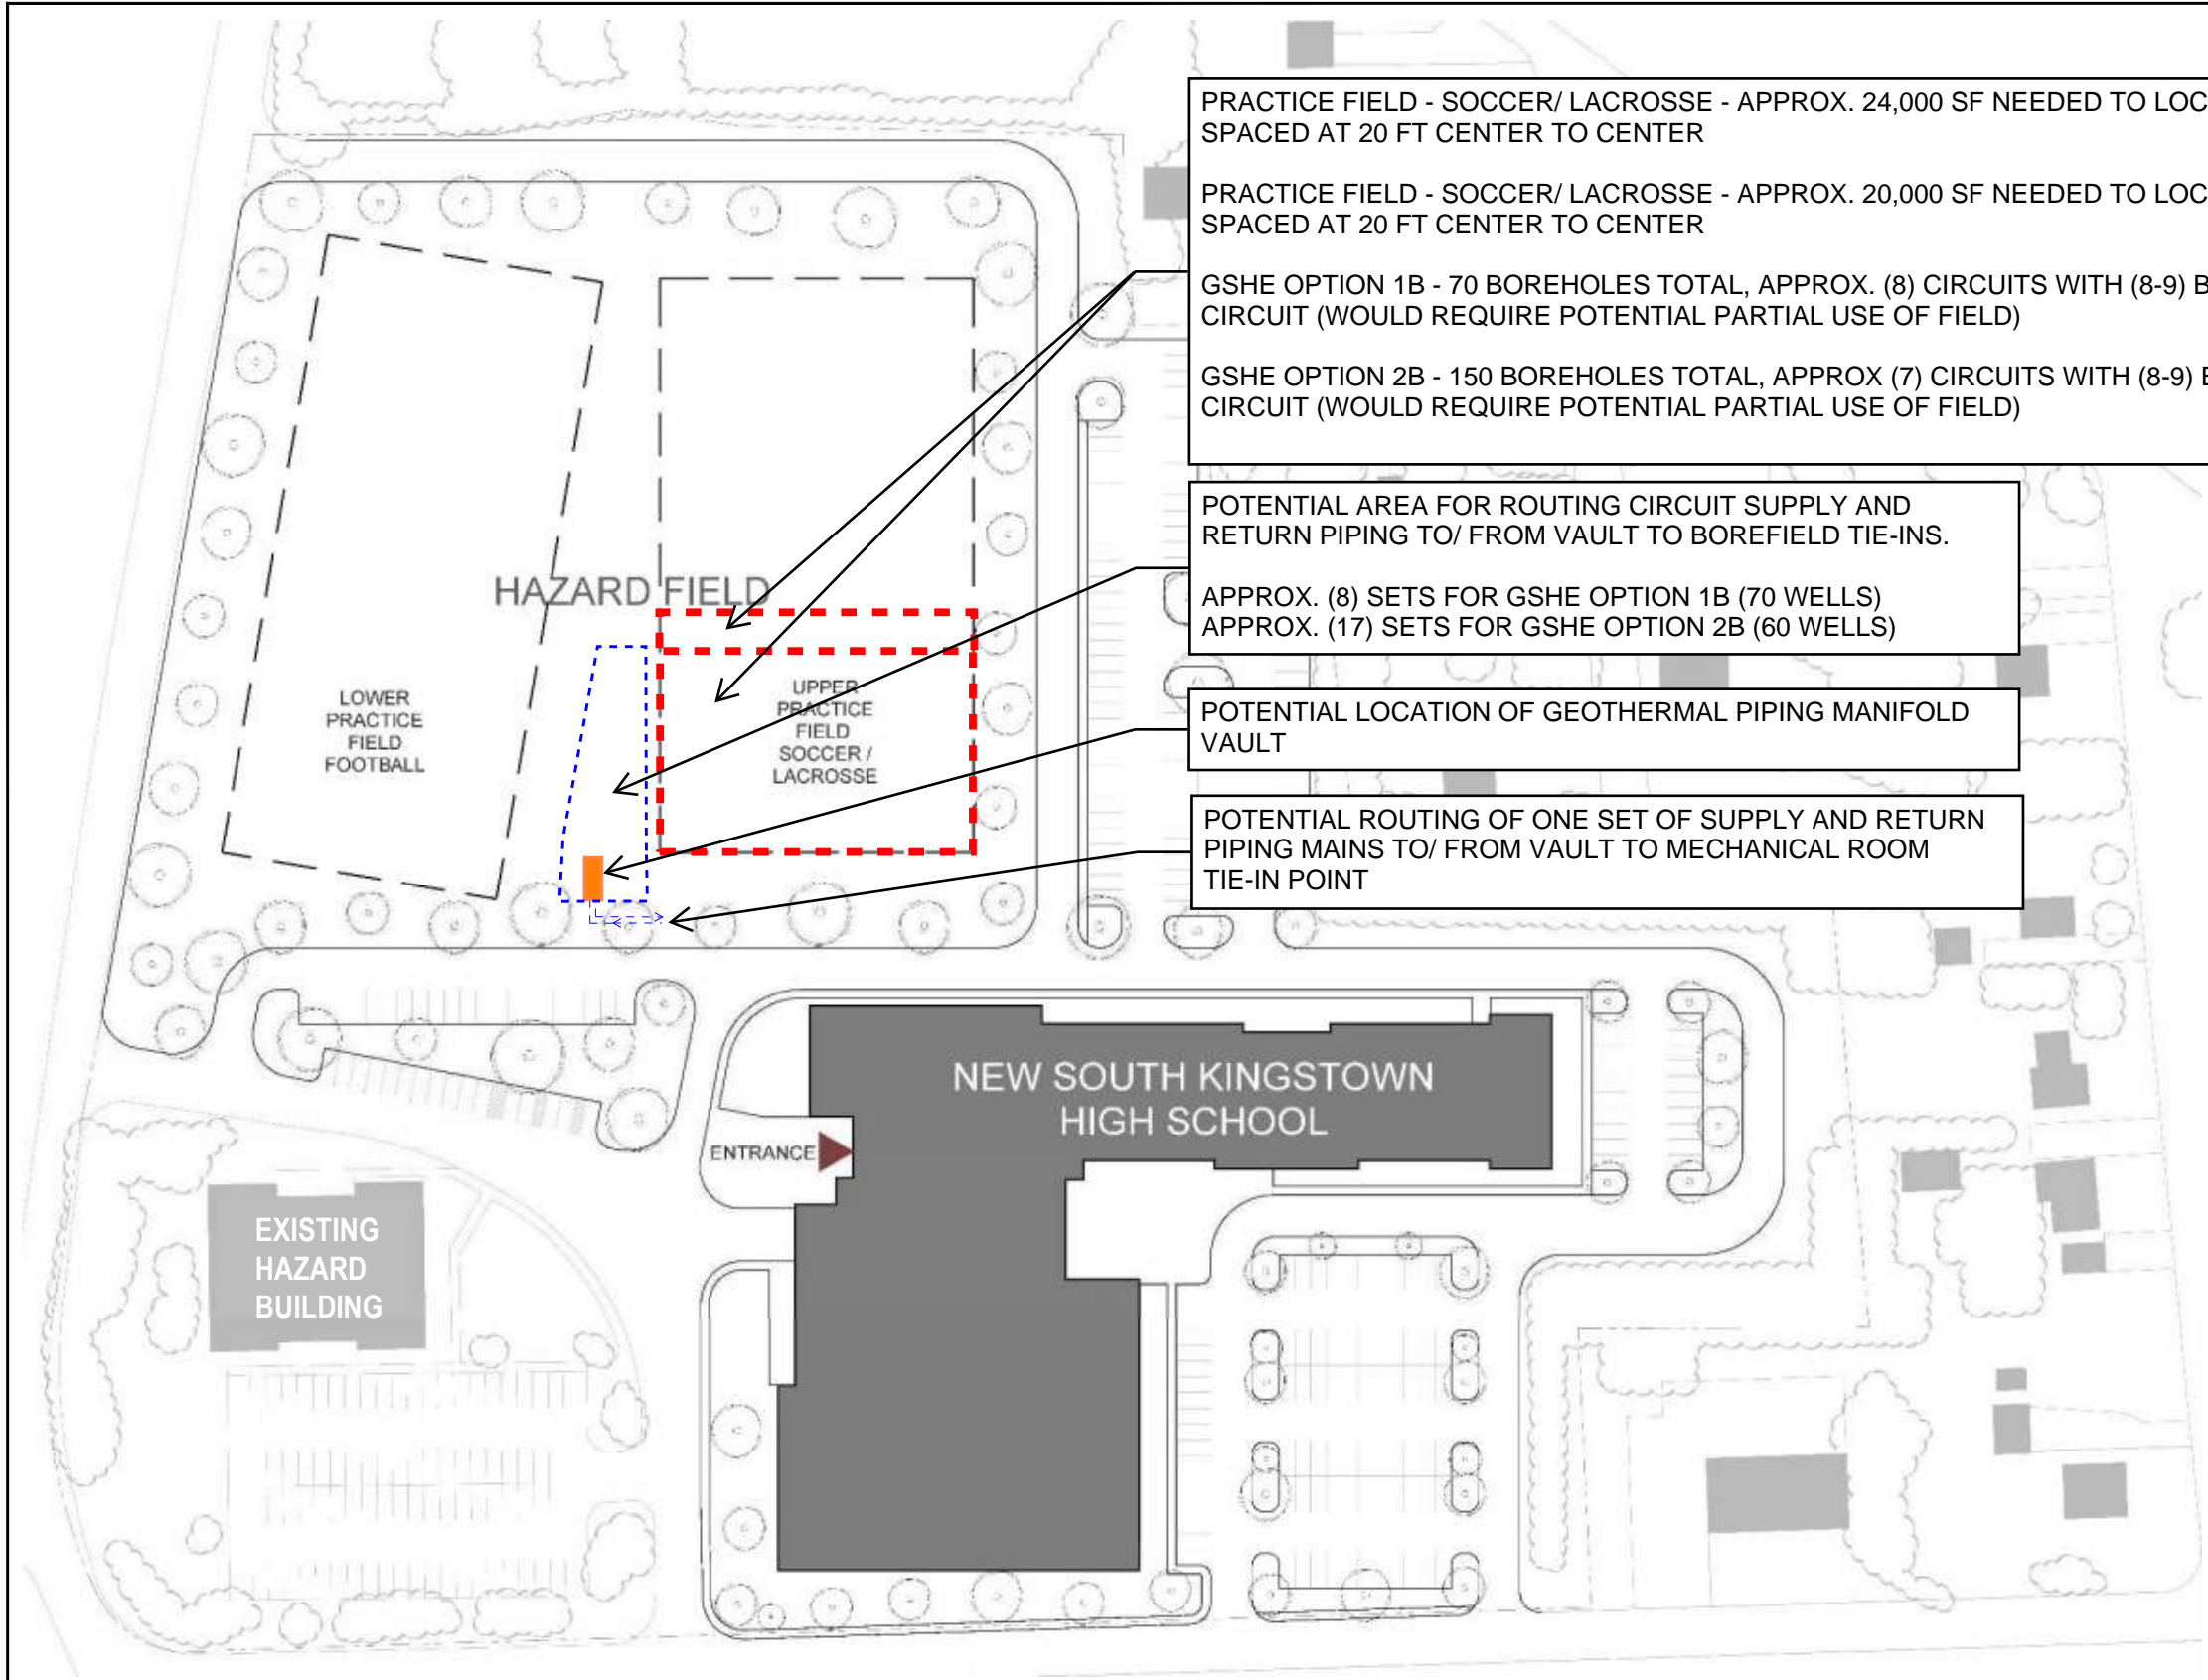 PRACTICE FIELD - SOCCER/ LACROSSE - APPROX. 24,000 SF NEEDED TO LOC
SPACED AT 20 FT CENTER TO CENTER
PRACTICE FIELD - SOCCER/ LACROSSE - APPROX. 20,000 SF NEEDED TO LOC
SPACED AT 20 FT CENTER TO CENTER
GSHE OPTION 1B - 70 BOREHOLES TOTAL, APPROX. (8) CIRCUITS WITH (8-9) B
CIRCUIT (WOULD REQUIRE POTENTIAL PARTIAL USE OF FIELD)
GSHE OPTION 2B - 150 BOREHOLES TOTAL, APPROX (7) CIRCUITS WITH (8-9)
CIRCUIT (WOULD REQUIRE POTENTIAL PARTIAL USE OF FIELD)
POTENTIAL AREA FOR ROUTING CIRCUIT SUPPLY AND
RETURN PIPING TO/ FROM VAULT TO BOREFIELD TIE-INS.
APPROX. (8) SETS FOR GSHE OPTION 1B (70 WELLS)
APPROX. (17) SETS FOR GSHE OPTION 2B (60 WELLS)
POTENTIAL LOCATION OF GEOTHERMAL PIPING MANIFOLD
VAULT
POTENTIAL ROUTING OF ONE SET OF SUPPLY AND RETURN
PIPING MAINS TO/ FROM VAULT TO MECHANICAL ROOM
TIE-IN POINT
HAZARD FIELD
LOWER
PRACTICE
FIELD
FOOTBALL
UPPER
PRACTICE
FIELD
SOCCER /
LACROSSE
NEW SOUTH KINGSTOWN
HIGH SCHOOL
ENTRANCE
EXISTING
HAZARD
BUILDING